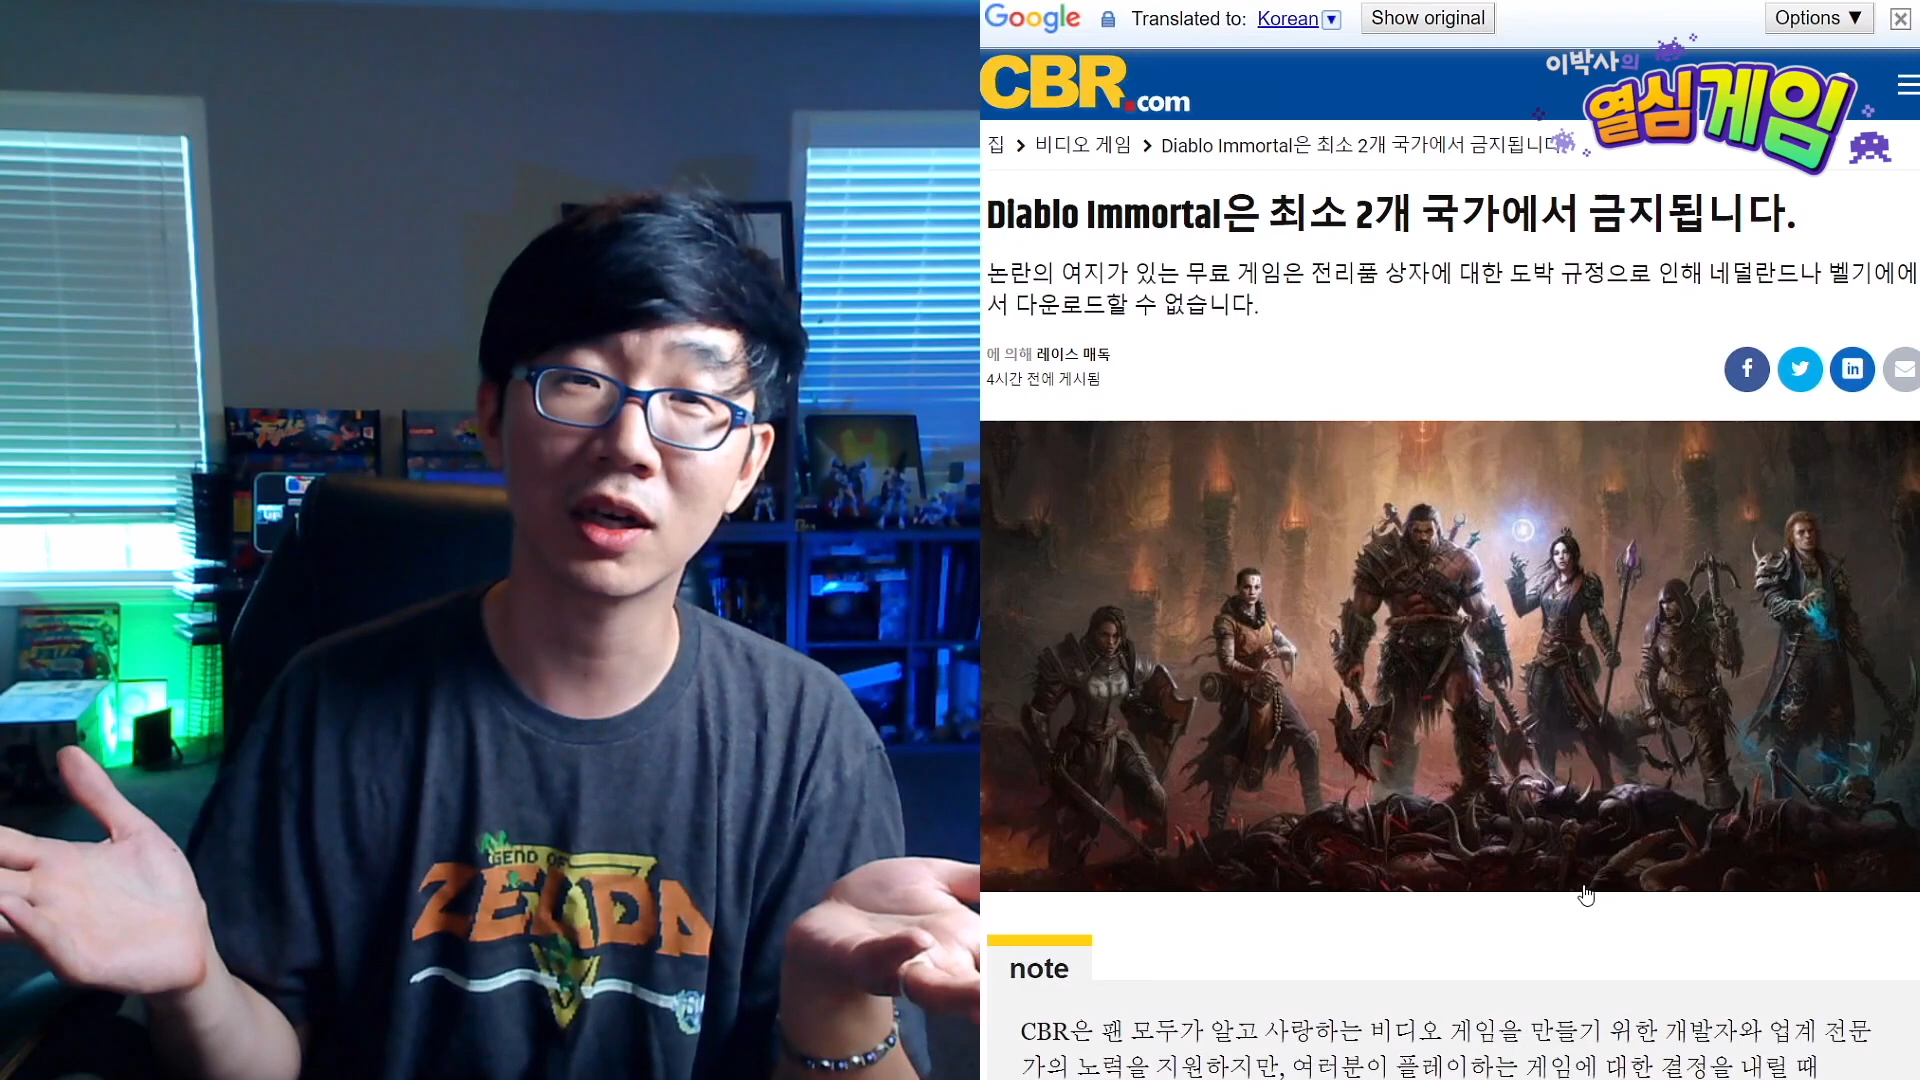 Google Translated to: Korean ▼ Show original Options ▼
CBR.com
이박사의
열심게임
집 > 비디오 게임 > Diablo Immortal은 최소 2개 국가에서 금지됩니다
Diablo Immortal은 최소 2개 국가에서 금지됩니다.
논란의 여지가 있는 무료 게임은 전리품 상자에 대한 도박 규정으로 인해 네덜란드나 벨기에에
서 다운로드할 수 없습니다.
에 의해 레이스 매독
4시간 전에 게시됨
GEND OF
ZELDA
note
CBR은 팬 모두가 알고 사랑하는 비디오 게임을 만들기 위한 개발자와 업계 전문
가의 노력을 지원하지만, 여러분이 플레이하는 게임에 대한 결정을 내릴 때